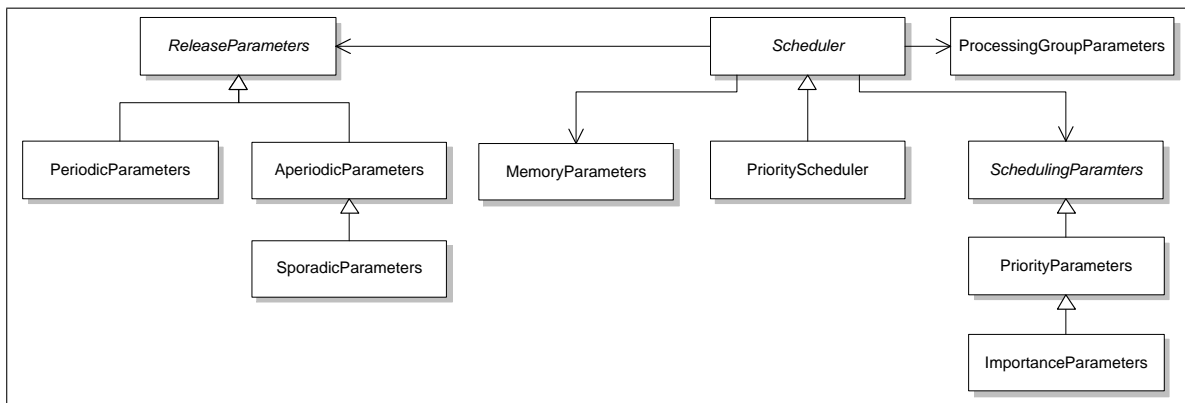 ReleaseParameters
Scheduler
ProcessingGroupParameters
PeriodicParameters
AperiodicParameters
MemoryParameters
PriorityScheduler
SchedulingParamters
SporadicParameters
PriorityParameters
ImportanceParameters